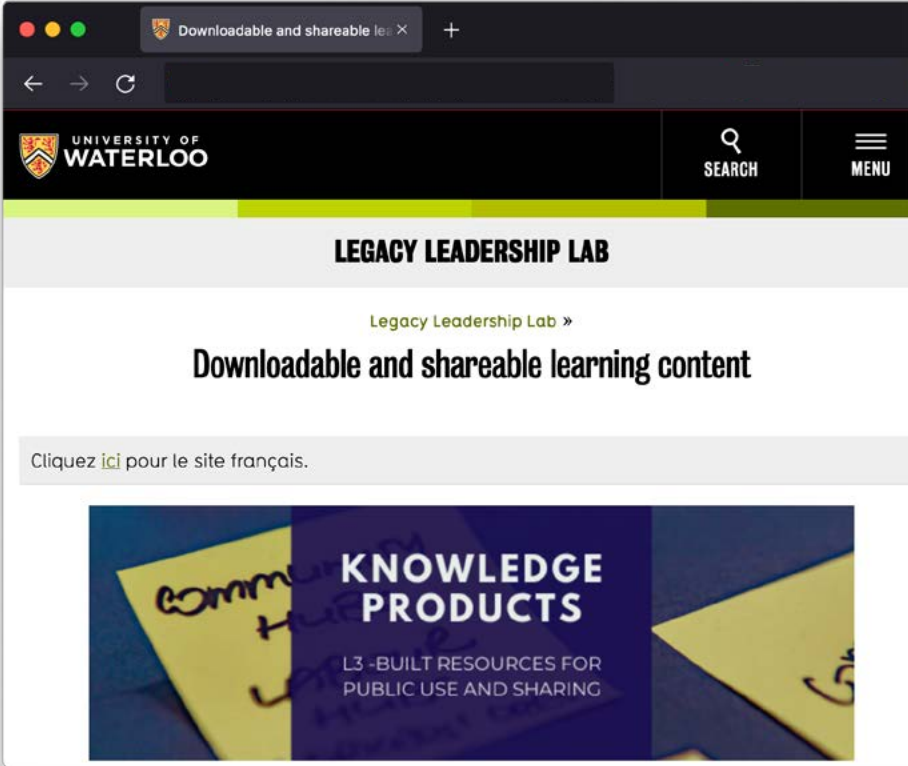 Downloadable and shareable lea
UNIVERSITY OF
WATERLOO
SEARCH
MENU
LEGACY LEADERSHIP LAB
Legacy Leadership Lab »
Downloadable and shareable learning content
Cliquez ici pour le site français.
KNOWLEDGE
PRODUCTS
L3 -BUILT RESOURCES FOR
PUBLIC USE AND SHARING
COMMUNITY